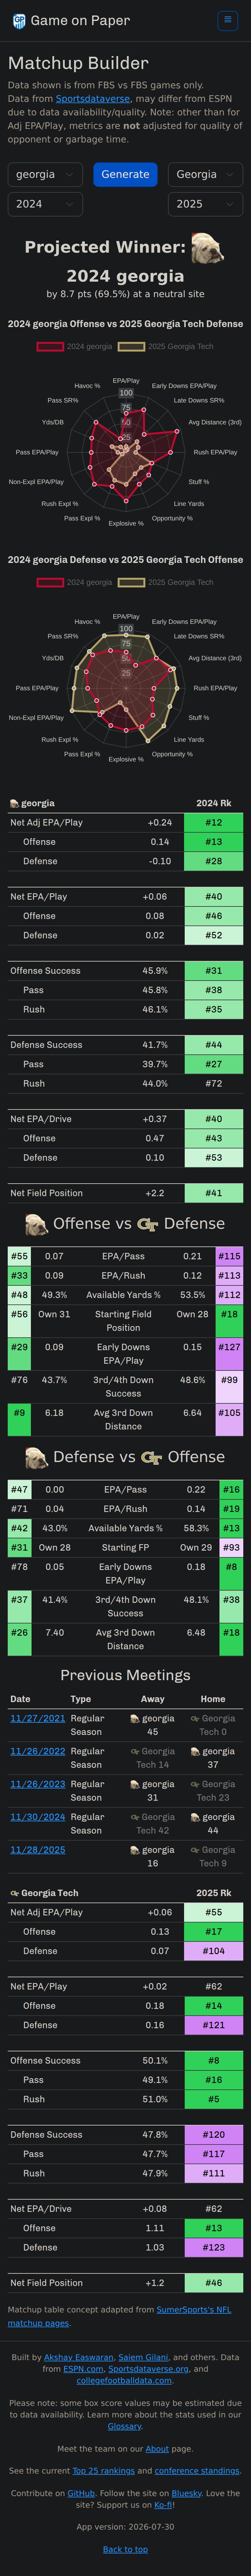 Game on Paper
Matchup Builder
Data shown is from FBS vs FBS games only.
Data from Sportsdataverse, may differ from ESPN
due to data availability/quality. Note: other than for
Adj EPA/Play, metrics are not adjusted for quality of
opponent or garbage time.
georgia Generate Georgia
2024 2025
Projected Winner:
2024 georgia
by 8.7 pts (69.5%) at a neutral site
2024 georgia Offense vs 2025 Georgia Tech Defense
2024 georgia 2025 Georgia Tech
EPA/Play
Havoc % Early Downs EPA/Play
Pass SR% Late Downs SR%
Yds/DB Avg Distance (3rd)
Pass EPA/Play Rush EPA/Play
Non-Expl EPA/Play Stuff %
Rush Expl % Line Yards
Pass Expl % Opportunity %
Explosive %
100
75
50
25
2024 georgia Defense vs 2025 Georgia Tech Offense
2024 georgia 2025 Georgia Tech
EPA/Play
Havoc % Early Downs EPA/Play
Pass SR% Late Downs SR%
Yds/DB Avg Distance (3rd)
Pass EPA/Play Rush EPA/Play
Non-Expl EPA/Play Stuff %
Rush Expl % Line Yards
Pass Expl % Opportunity %
Explosive %
100
75
50
25
georgia 2024 Rk
Net Adj EPA/Play +0.24 #12
Offense 0.14 #13
Defense -0.10 #28
Net EPA/Play +0.06 #40
Offense 0.08 #46
Defense 0.02 #52
Offense Success 45.9% #31
Pass 45.8% #38
Rush 46.1% #35
Defense Success 41.7% #44
Pass 39.7% #27
Rush 44.0% #72
Net EPA/Drive +0.37 #40
Offense 0.47 #43
Defense 0.10 #53
Net Field Position +2.2 #41
Offense vs GT Defense
#55 0.07 EPA/Pass 0.21 #115
#33 0.09 EPA/Rush 0.12 #113
#48 49.3% Available Yards % 53.5% #112
#56 Own 31 Starting Field Own 28 #18
Position
#29 0.09 Early Downs 0.15 #127
EPA/Play
#76 43.7% 3rd/4th Down 48.6% #99
Success
#9 6.18 Avg 3rd Down 6.64 #105
Distance
Defense vs GT Offense
#47 0.00 EPA/Pass 0.22 #16
#71 0.04 EPA/Rush 0.14 #19
#42 43.0% Available Yards % 58.3% #13
#31 Own 28 Starting FP Own 29 #93
#78 0.05 Early Downs 0.18 #8
EPA/Play
#37 41.4% 3rd/4th Down 48.1% #38
Success
#26 7.40 Avg 3rd Down 6.48 #18
Distance
Previous Meetings
Date Type Away Home
11/27/2021 Regular georgia Georgia
Season 45 Tech 0
11/26/2022 Regular Georgia georgia
Season Tech 14 37
11/26/2023 Regular georgia Georgia
Season 31 Tech 23
11/30/2024 Regular Georgia georgia
Season Tech 42 44
11/28/2025 georgia Georgia
16 Tech 9
Georgia Tech 2025 Rk
Net Adj EPA/Play +0.06 #55
Offense 0.13 #17
Defense 0.07 #104
Net EPA/Play +0.02 #62
Offense 0.18 #14
Defense 0.16 #121
Offense Success 50.1% #8
Pass 49.1% #16
Rush 51.0% #5
Defense Success 47.8% #120
Pass 47.7% #117
Rush 47.9% #111
Net EPA/Drive +0.08 #62
Offense 1.11 #13
Defense 1.03 #123
Net Field Position +1.2 #46
Matchup table concept adapted from SumerSports's NFL
matchup pages.
Built by Akshay Easwaran, Saiem Gilani, and others. Data
from ESPN.com, Sportsdataverse.org, and
collegefootballdata.com.
Please note: some box score values may be estimated due
to data availability. Learn more about the stats used in our
Glossary.
Meet the team on our About page.
See the current Top 25 rankings and conference standings.
Contribute on GitHub. Follow the site on Bluesky. Love the
site? Support us on Ko-fi!
App version: 2026-07-30
Back to top